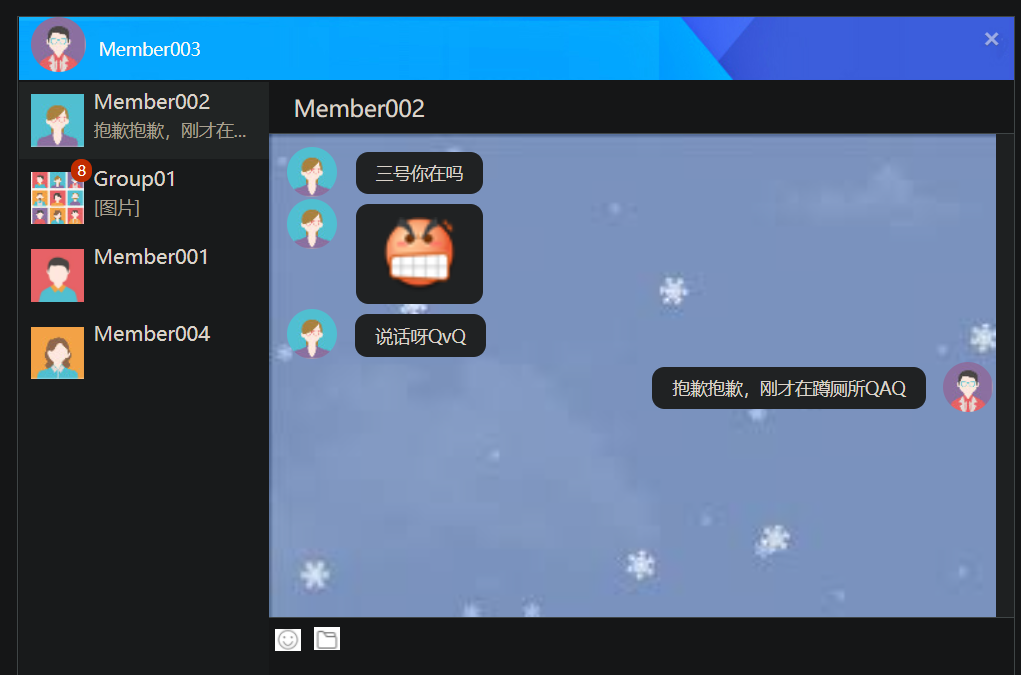 Member003
×
Member002
抱歉抱歉，刚才在...
8
Group01
[图片]
Member001
Member004
Member002
三号你在吗
说话呀QvQ
抱歉抱歉，刚才在蹲厕所QAQ